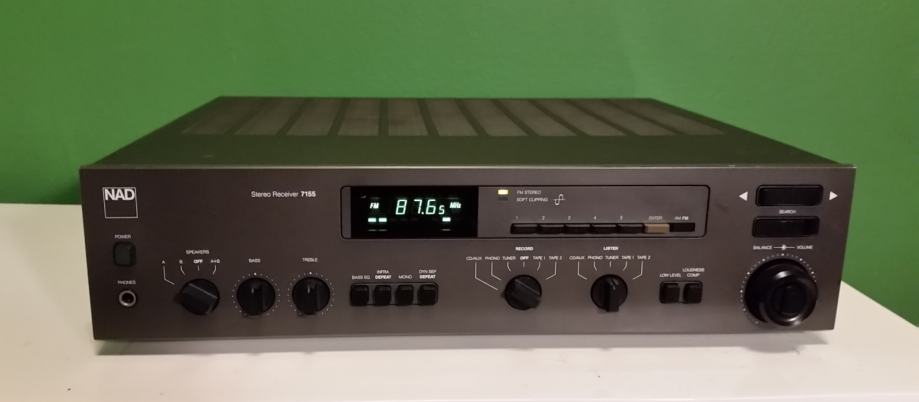 NAD
Stereo Receiver 7155
FM 87.65 MHz
FM STEREO
SOFT CLIPPING
1 2 3 4 5 ENTER AM FM
◀ ▶
SEARCH
BALANCE VOLUME
POWER
PHONES
SPEAKERS
A B OFF A+B
BASS
TREBLE
BASS EQ
INFRA DEFEAT
MONO
DYN SEP DEFEAT
RECORD
CD/AUX PHONO TUNER OFF TAPE 1 TAPE 2
LISTEN
CD/AUX PHONO TUNER TAPE 1 TAPE 2
LOW LEVEL
LOUDNESS COMP